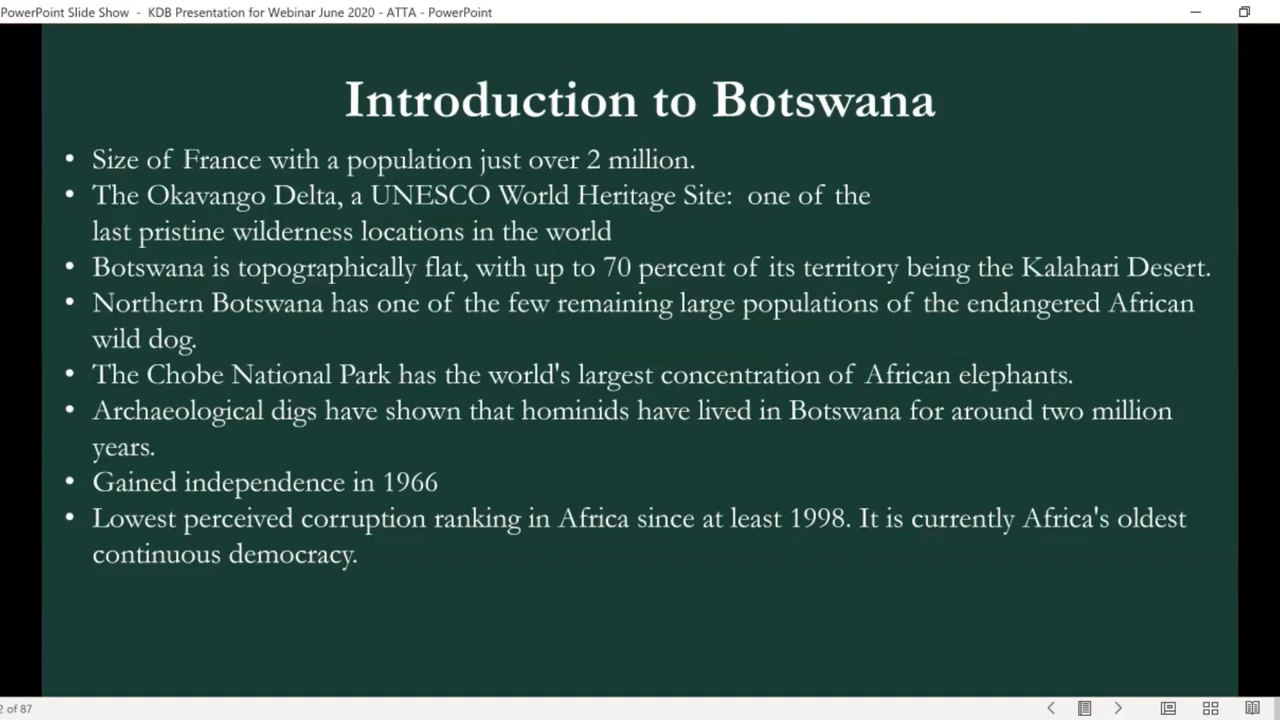 PowerPoint Slide Show - KDB Presentation for Webinar June 2020 - ATTA - PowerPoint
Introduction to Botswana
• Size of France with a population just over 2 million.
• The Okavango Delta, a UNESCO World Heritage Site: one of the
last pristine wilderness locations in the world
• Botswana is topographically flat, with up to 70 percent of its territory being the Kalahari Desert.
• Northern Botswana has one of the few remaining large populations of the endangered African
wild dog.
• The Chobe National Park has the world's largest concentration of African elephants.
• Archaeological digs have shown that hominids have lived in Botswana for around two million
years.
• Gained independence in 1966
• Lowest perceived corruption ranking in Africa since at least 1998. It is currently Africa's oldest
continuous democracy.
2 of 87